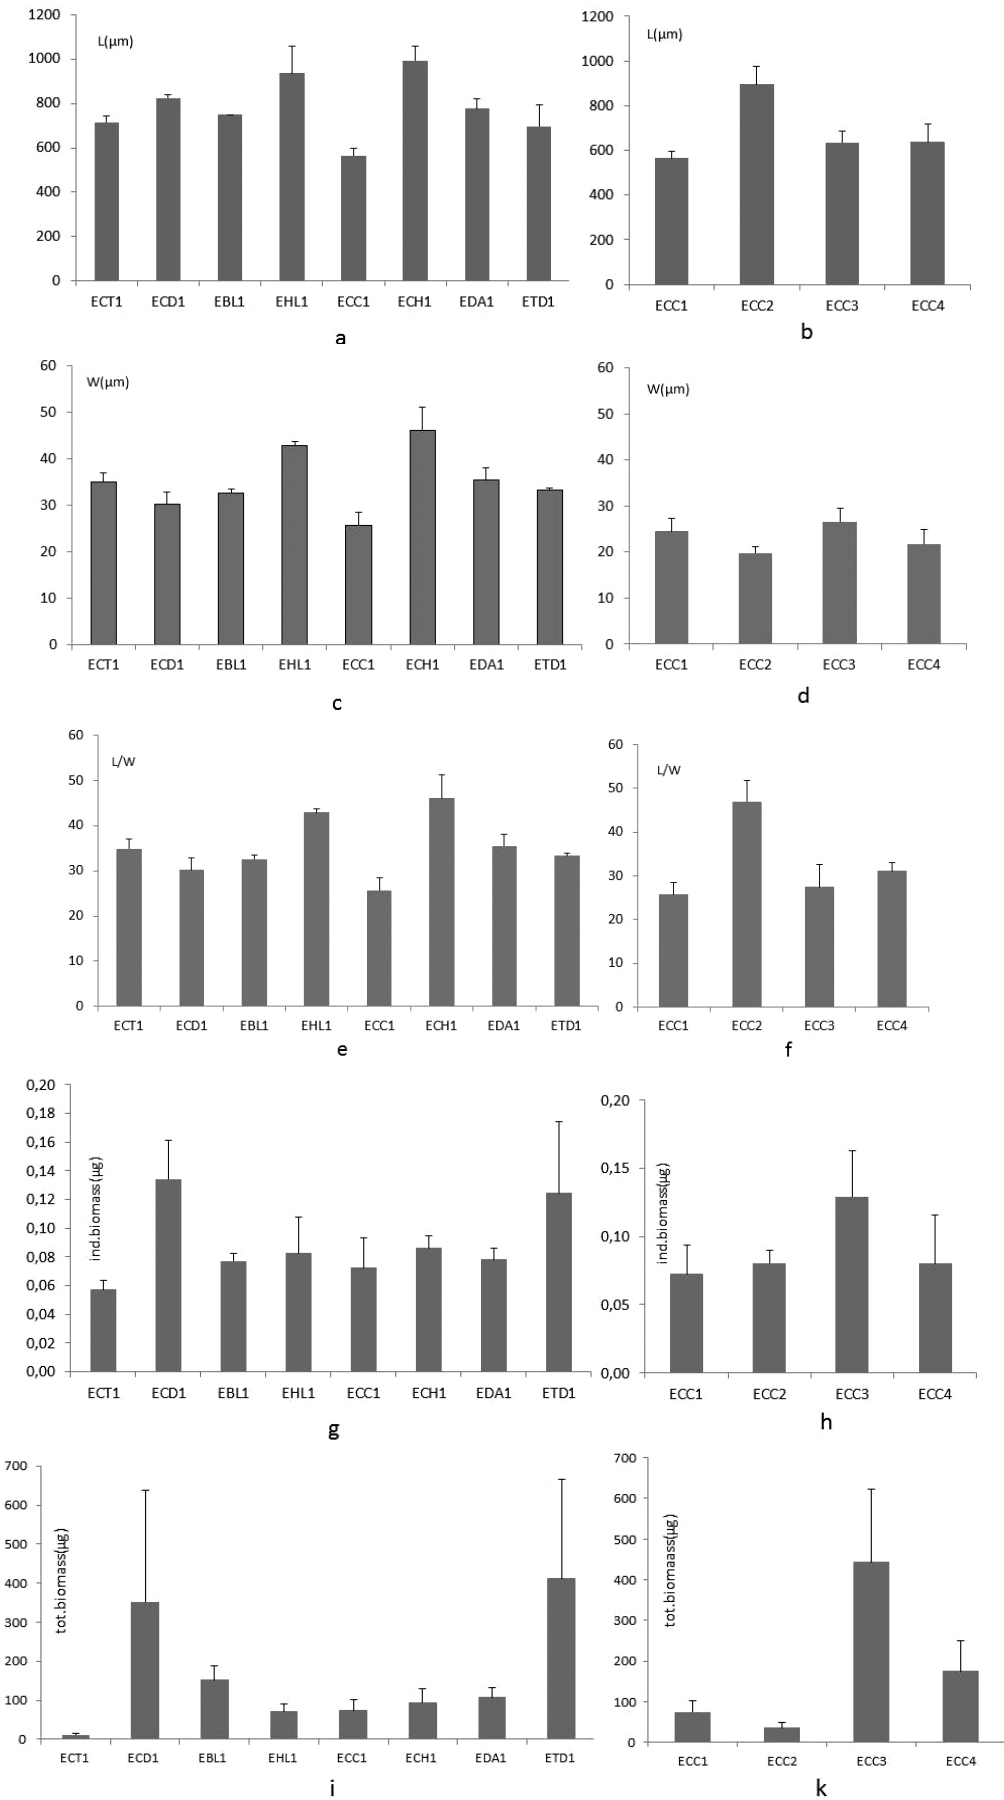 L(μm)
1200
1000
800
600
400
200
0
ECT1 ECD1 EBL1 EHL1 ECC1 ECH1 EDA1 ETD1
a
L(μm)
1200
1000
800
600
400
200
0
ECC1 ECC2 ECC3 ECC4
b
W(μm)
60
50
40
30
20
10
0
ECT1 ECD1 EBL1 EHL1 ECC1 ECH1 EDA1 ETD1
c
W(μm)
60
50
40
30
20
10
0
ECC1 ECC2 ECC3 ECC4
d
L/W
60
50
40
30
20
10
0
ECT1 ECD1 EBL1 EHL1 ECC1 ECH1 EDA1 ETD1
e
L/W
60
50
40
30
20
10
0
ECC1 ECC2 ECC3 ECC4
f
ind.biomass(μg)
0,20
0,18
0,16
0,14
0,12
0,10
0,08
0,06
0,04
0,02
0,00
ECT1 ECD1 EBL1 EHL1 ECC1 ECH1 EDA1 ETD1
g
ind.biomass(μg)
0,20
0,15
0,10
0,05
0,00
ECC1 ECC2 ECC3 ECC4
h
tot.biomass(μg)
700
600
500
400
300
200
100
0
ECT1 ECD1 EBL1 EHL1 ECC1 ECH1 EDA1 ETD1
i
tot.biomaass(μg)
700
600
500
400
300
200
100
0
ECC1 ECC2 ECC3 ECC4
k